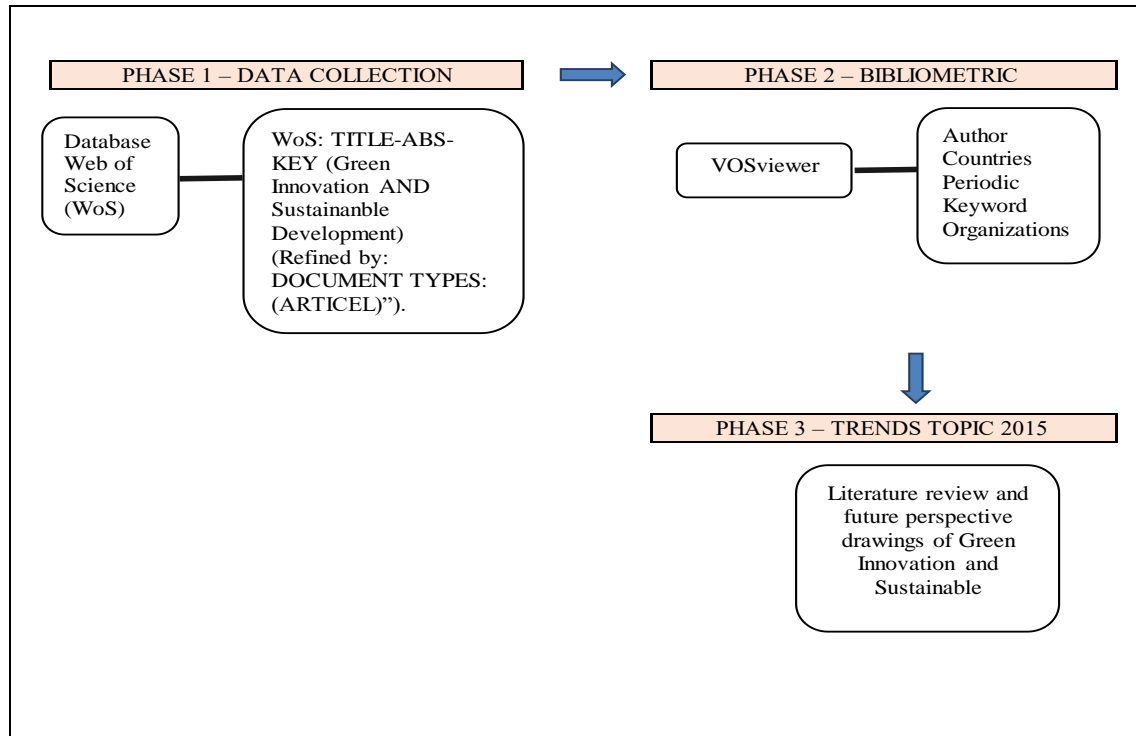 PHASE 1 – DATA COLLECTION
Database
Web of
Science
(WoS)
WoS: TITLE-ABS-
KEY (Green
Innovation AND
Sustainanble
Development)
(Refined by:
DOCUMENT TYPES:
(ARTICEL)”).
PHASE 2 – BIBLIOMETRIC
VOSviewer
Author
Countries
Periodic
Keyword
Organizations
PHASE 3 – TRENDS TOPIC 2015
Literature review and
future perspective
drawings of Green
Innovation and
Sustainable